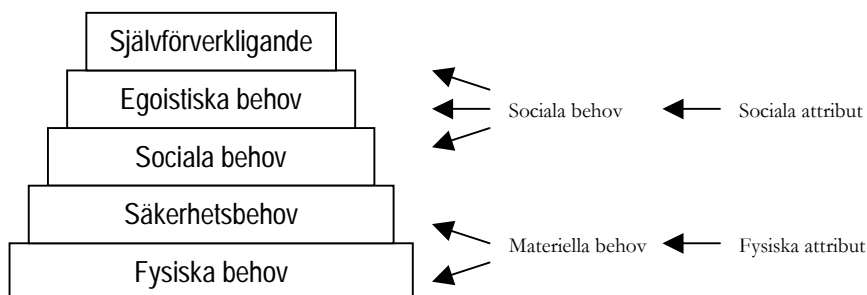 Självförverkligande
Egoistiska behov
Sociala behov
Säkerhetsbehov
Fysiska behov
Sociala behov
Sociala attribut
Materiella behov
Fysiska attribut